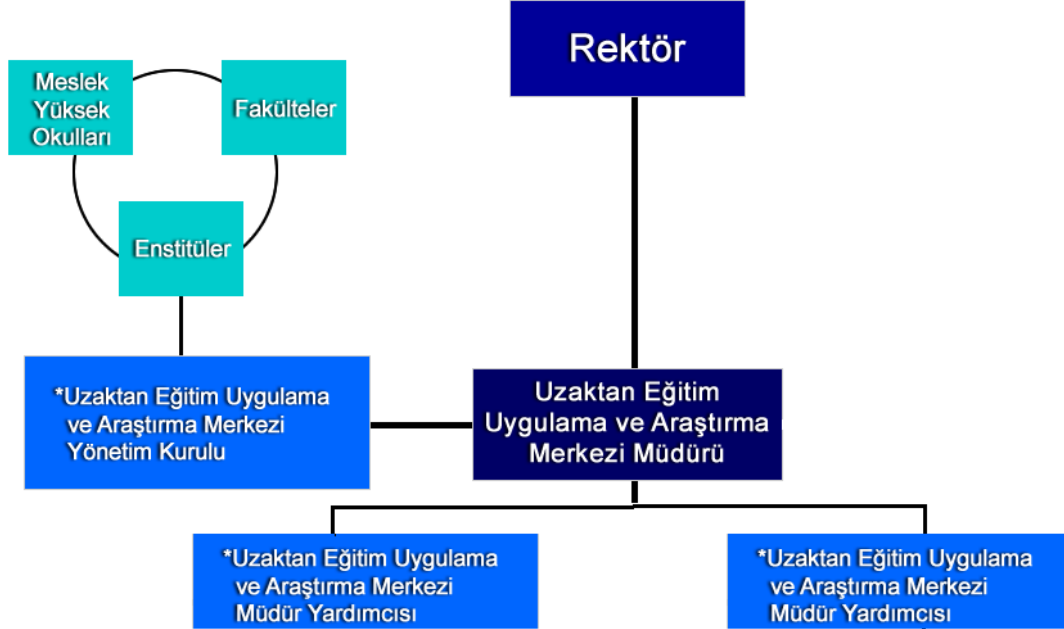 Rektör
Meslek
Yüksek
Okulları
Fakülteler
Enstitüler
*Uzaktan Eğitim Uygulama
ve Araştırma Merkezi
Yönetim Kurulu
Uzaktan Eğitim
Uygulama ve Araştırma
Merkezi Müdürü
*Uzaktan Eğitim Uygulama
ve Araştırma Merkezi
Müdür Yardımcısı
*Uzaktan Eğitim Uygulama
ve Araştırma Merkezi
Müdür Yardımcısı